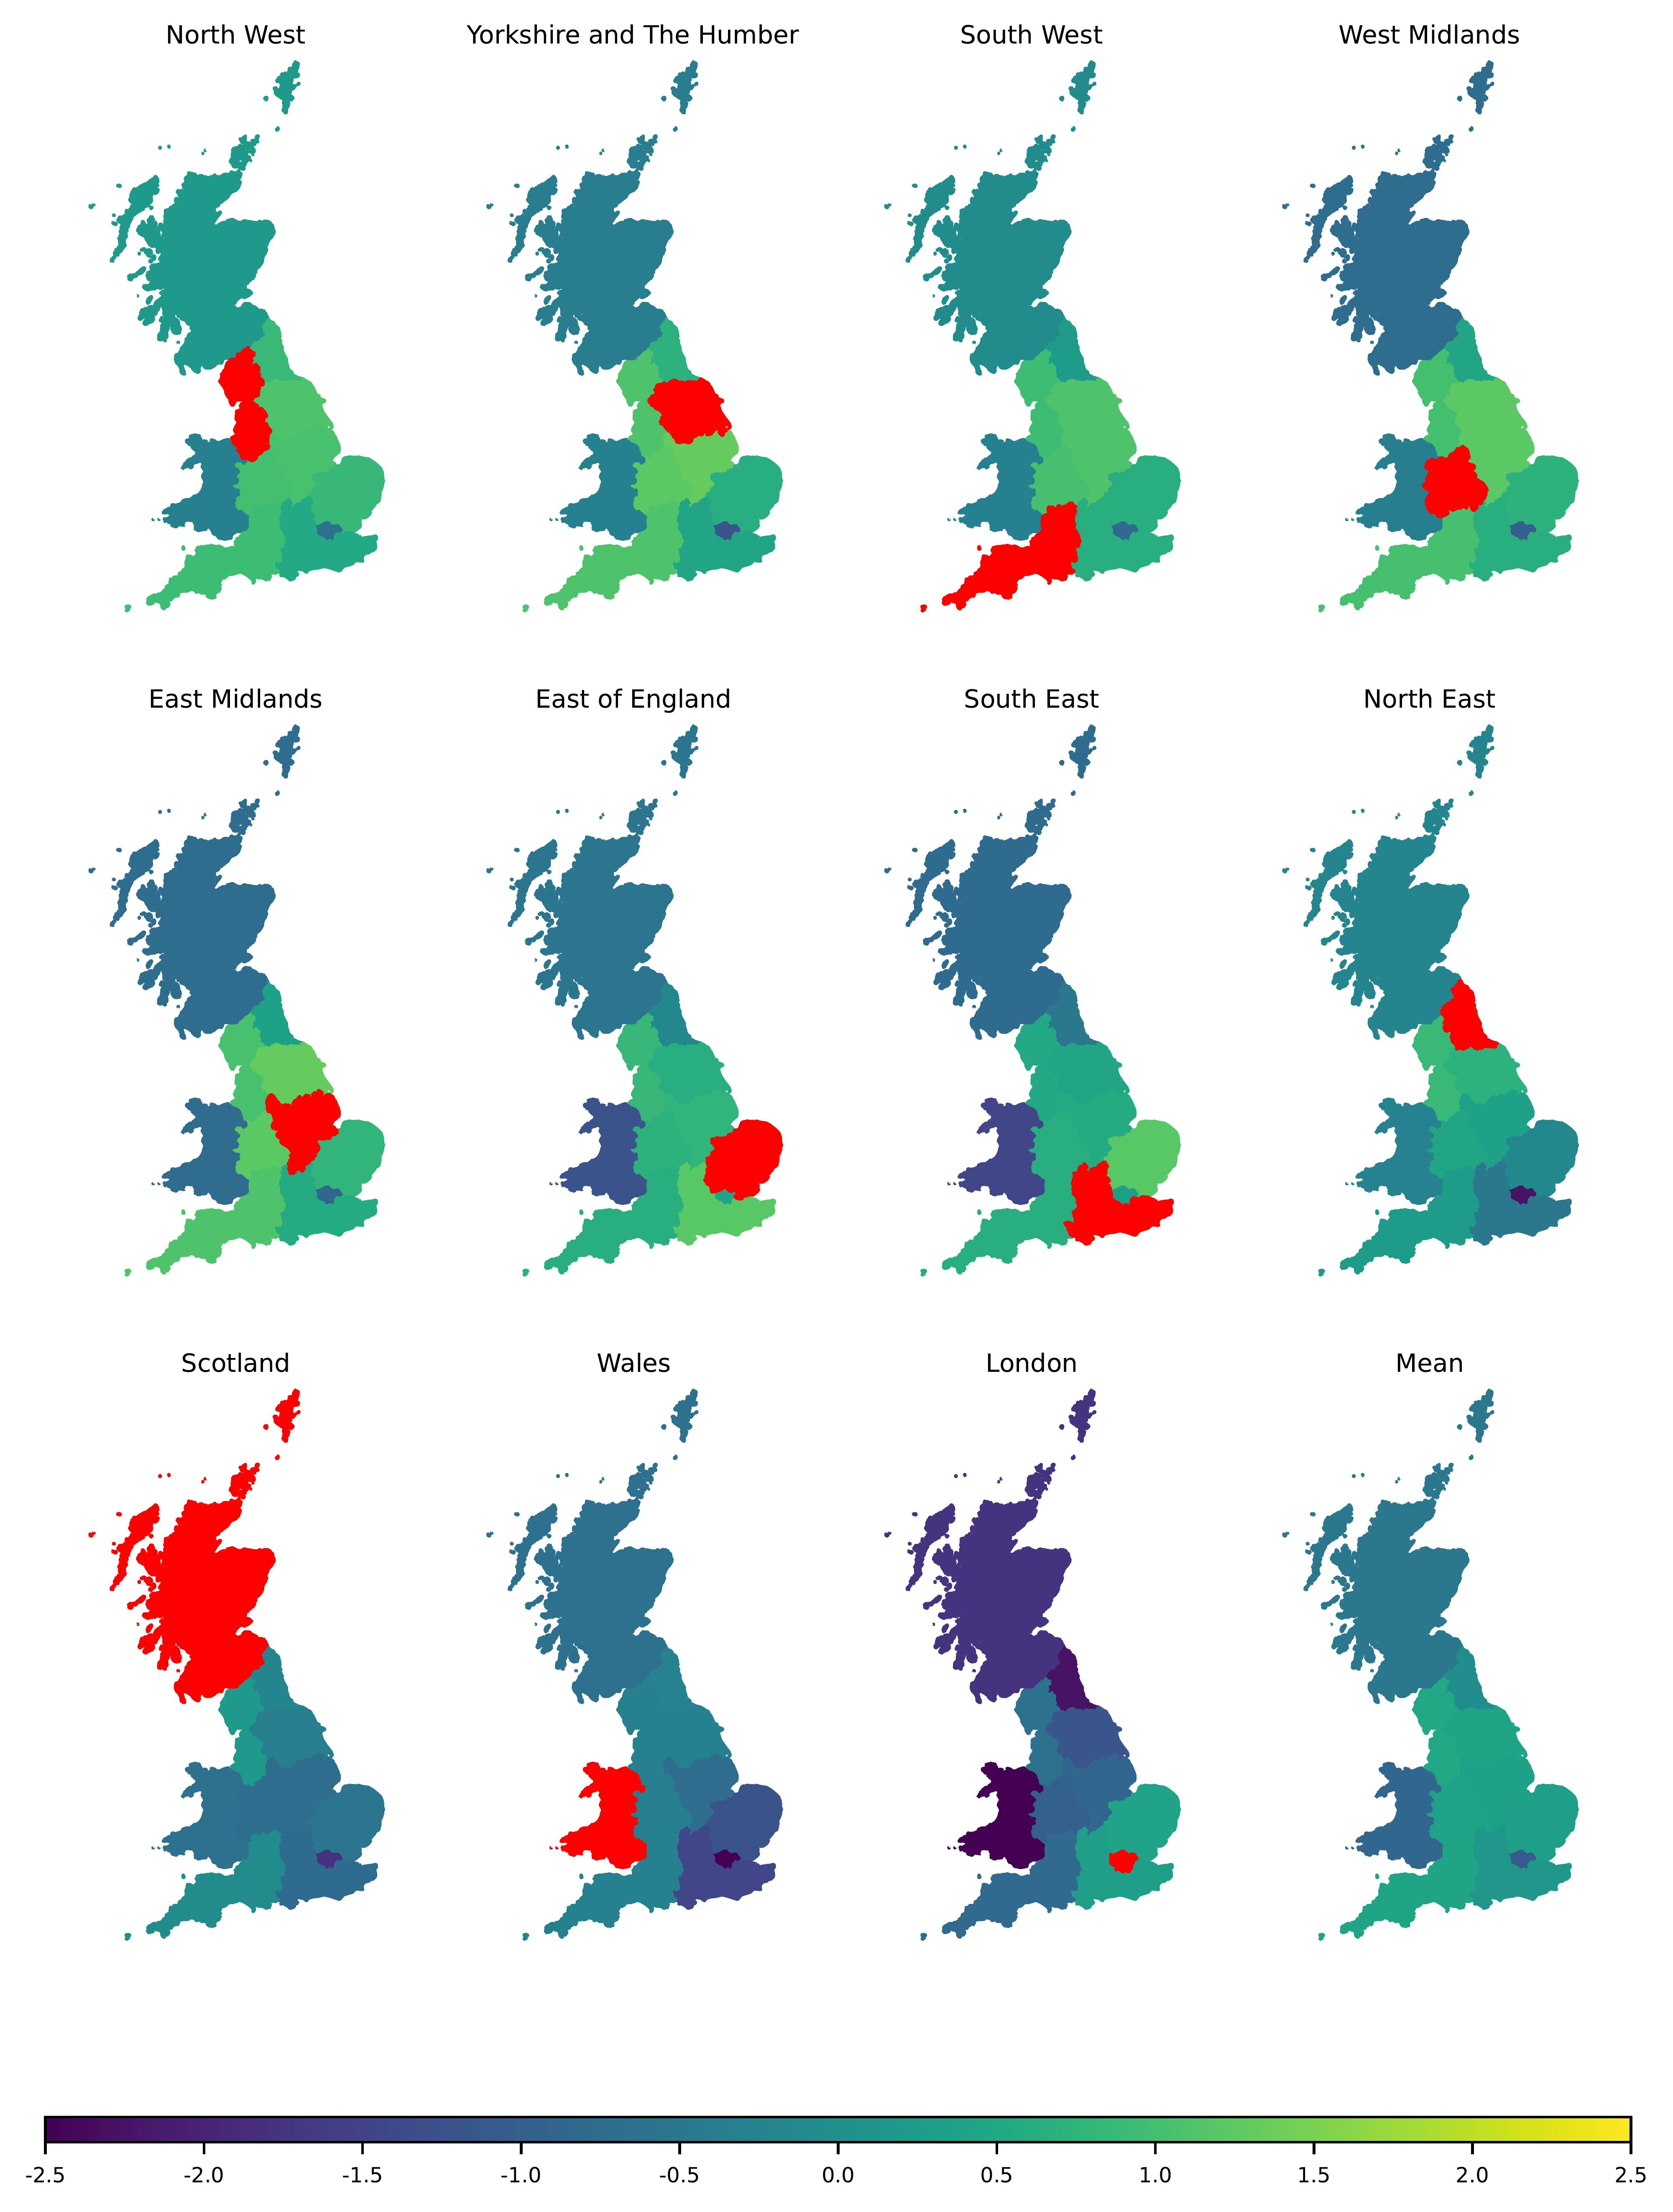 North West Yorkshire and The Humber South West West Midlands
East Midlands East of England South East North East
Scotland Wales London Mean
-2.5 -2.0 -1.5 -1.0 -0.5 0.0 0.5 1.0 1.5 2.0 2.5